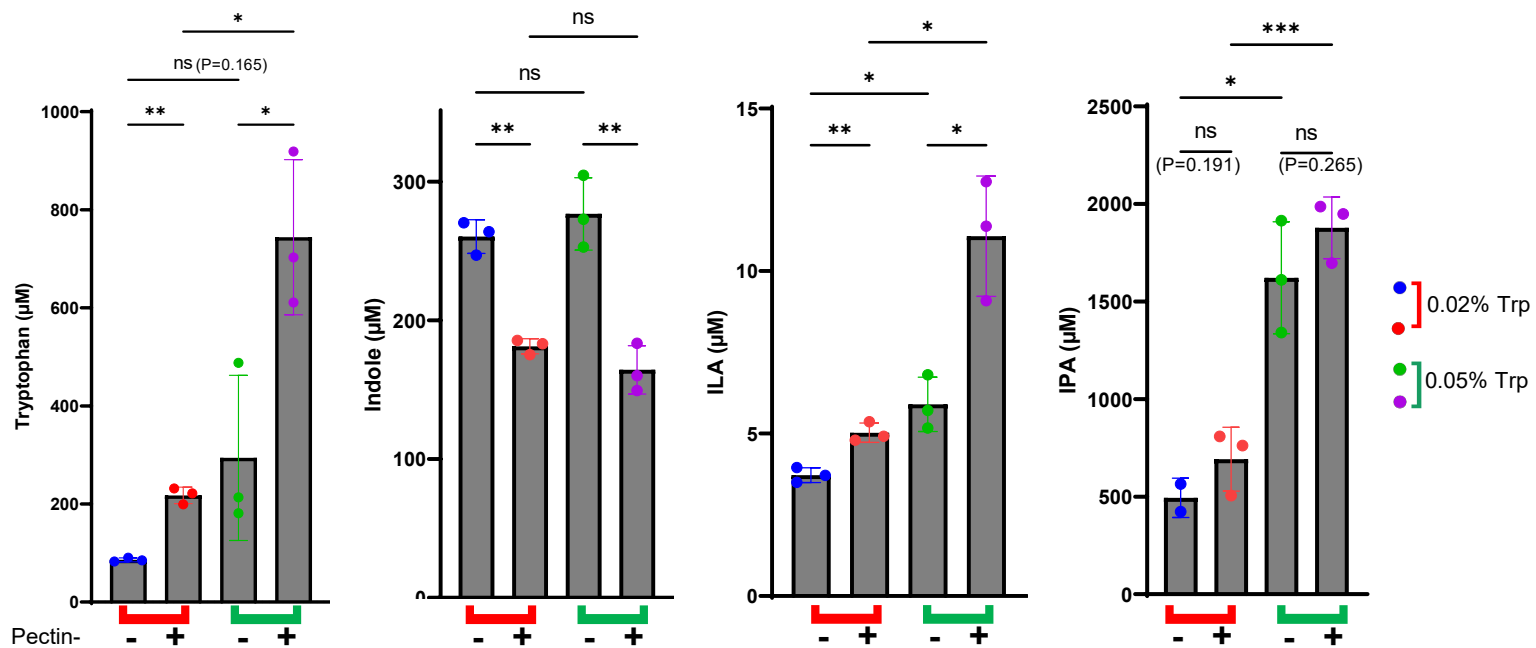 *
ns (P=0.165)
** *
Tryptophan (µM)
1000
800
600
400
200
0
ns
ns
** **
Indole (µM)
300
200
100
0
*
*
** *
ILA (µM)
15
10
5
0
***
*
ns ns
(P=0.191) (P=0.265)
IPA (µM)
2500
2000
1500
1000
500
0
0.02% Trp
0.05% Trp
Pectin- - + - + - + - + - + - + - + - +